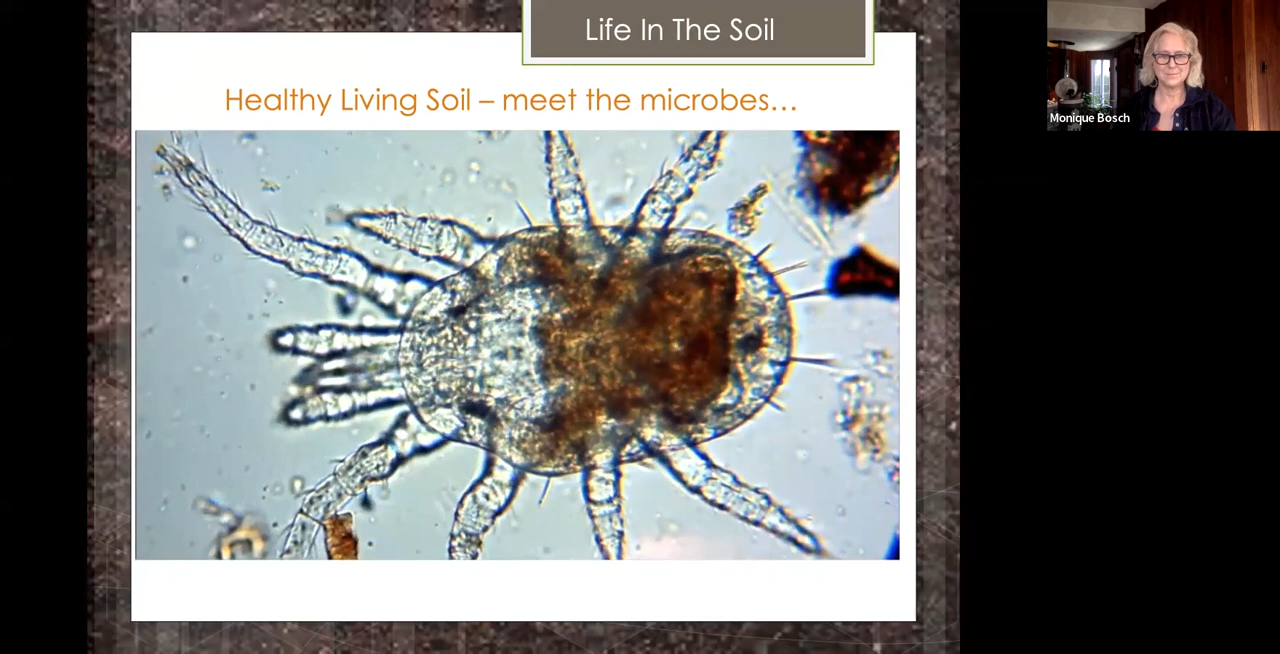 Life In The Soil
Healthy Living Soil – meet the microbes...
Monique Bosch